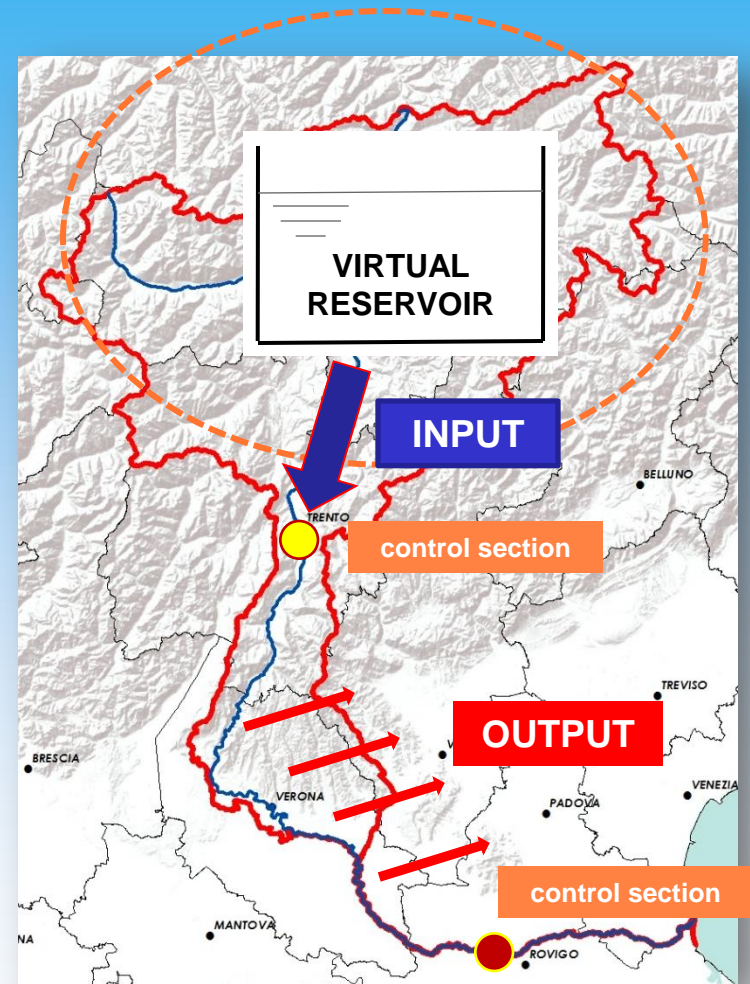 VIRTUAL
RESERVOIR
INPUT
BELLUNO
TRENTO
control section
TREVISO
OUTPUT
BRESCIA
VERONA
VENEZIA
PADOVA
control section
MANTOVA
ROVIGO